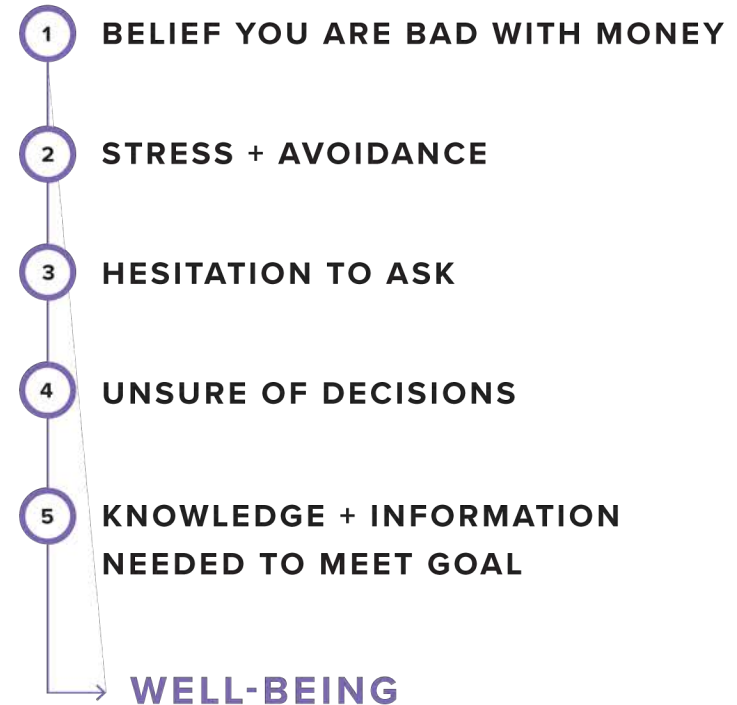 1 BELIEF YOU ARE BAD WITH MONEY
2 STRESS + AVOIDANCE
3 HESITATION TO ASK
4 UNSURE OF DECISIONS
5 KNOWLEDGE + INFORMATION
NEEDED TO MEET GOAL
WELL-BEING